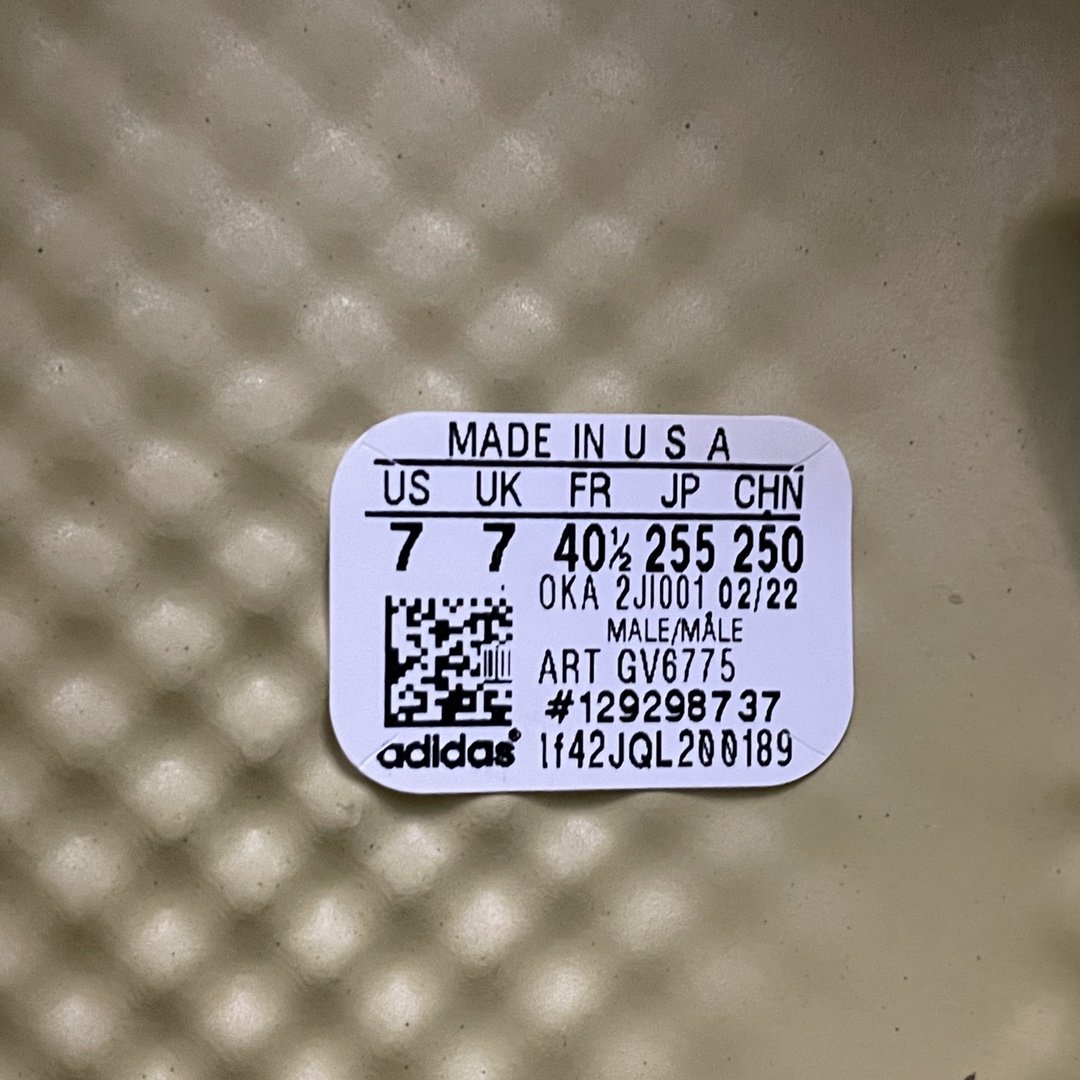 MADE IN U S A
US UK FR JP CHN
7 7 40½ 255 250
OKA 2JI001 02/22
MALE/MÅLE
ART GV6775
#129298737
adidas® 1f42JQL200189